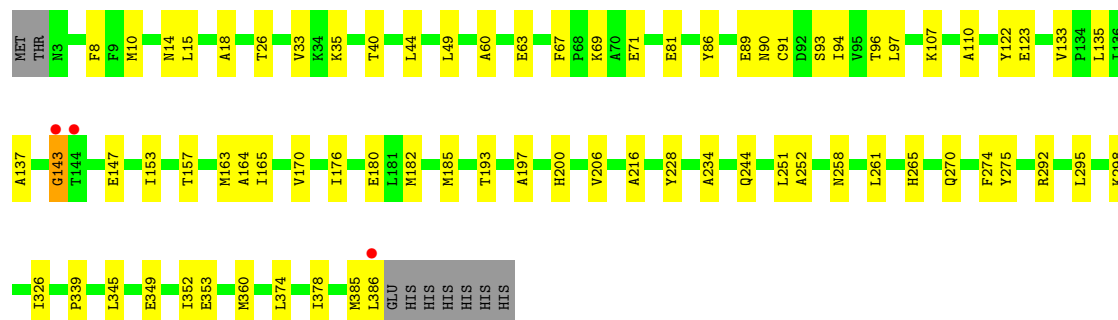 MET THR N3 F8 F9 M10 N14 L15 A18 T26 V33 K34 K35 T40 L44 L49 A60 E63 F67 P68 K69 A70 E71 E81 Y86 E89 N90 C91 D92 S93 I94 V95 T96 L97 K107 A110 Y122 E123 V133 P134 L135 I136
A137 G143 T144 E147 I153 T157 M163 A164 I165 V170 I176 E180 L181 M182 M185 T193 A197 H200 V206 A216 Y228 A234 Q244 L251 A252 N258 L261 H265 Q270 F274 Y275 R292 L295 K298
I326 P339 L345 E349 I352 E353 M360 L374 I378 M385 L386 GLU HIS HIS HIS HIS HIS HIS